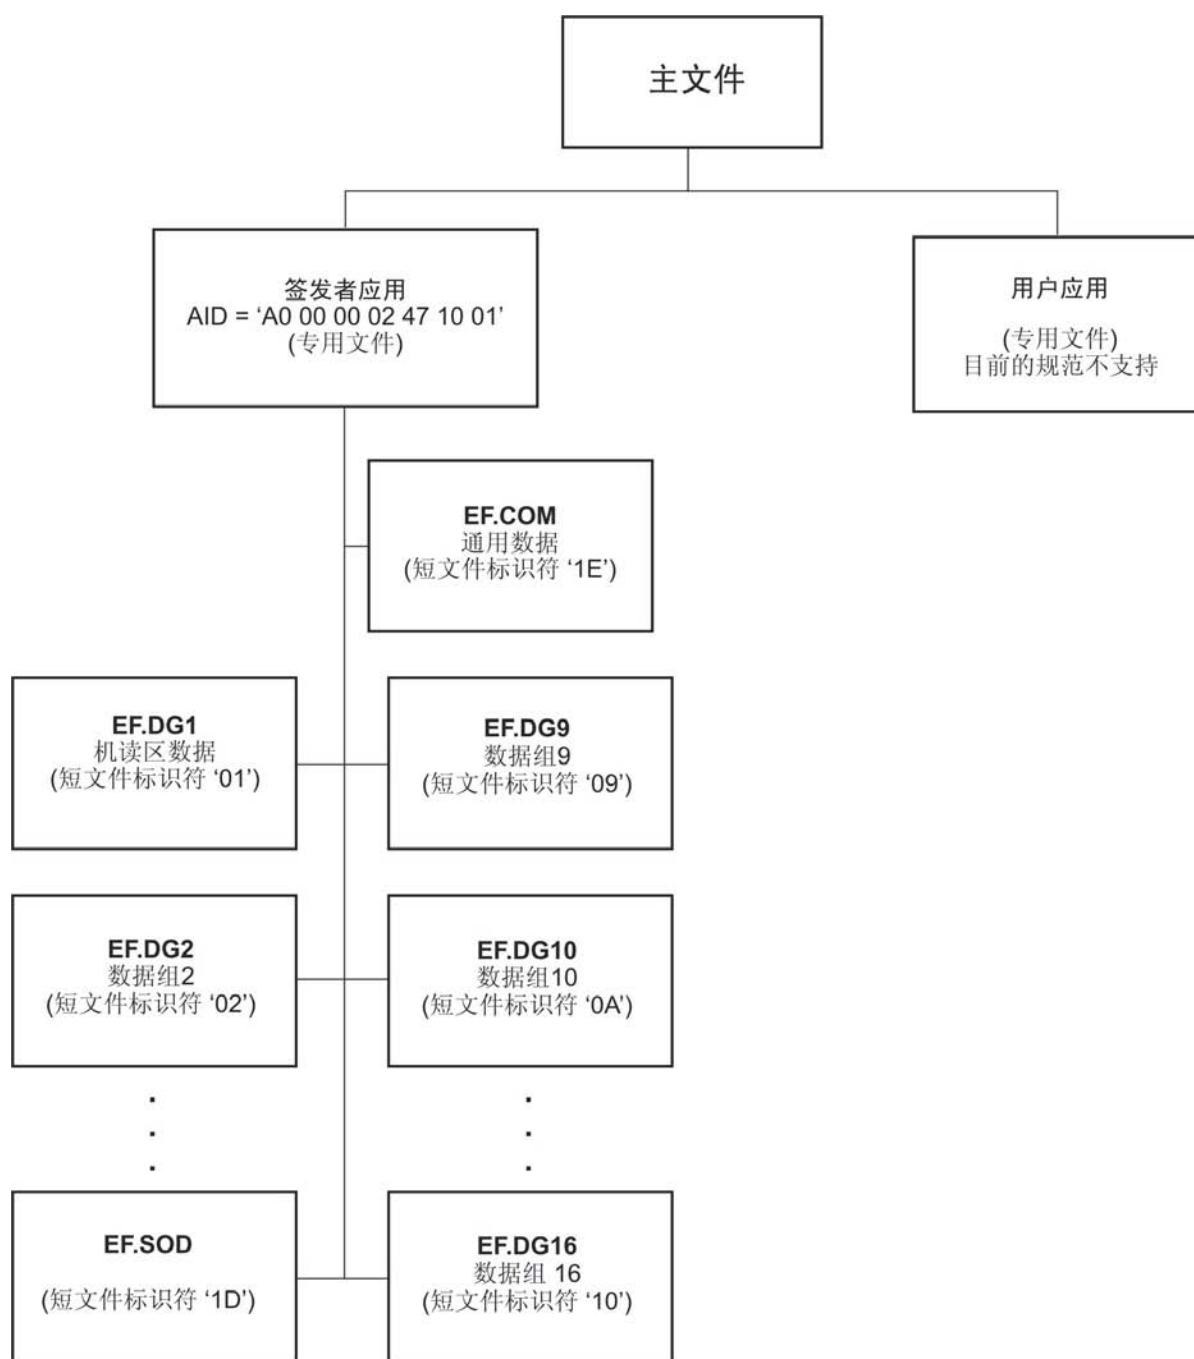 主文件
签发者应用
AID = ‘A0 00 00 02 47 10 01’
(专用文件)
用户应用
(专用文件)
目前的规范不支持
EF.COM
通用数据
(短文件标识符 ‘1E’)
EF.DG1
机读区数据
(短文件标识符 ‘01’)
EF.DG9
数据组9
(短文件标识符 ‘09’)
EF.DG2
数据组2
(短文件标识符 ‘02’)
EF.DG10
数据组10
(短文件标识符 ‘0A’)
EF.SOD
(短文件标识符 ‘1D’)
EF.DG16
数据组 16
(短文件标识符 ‘10’)